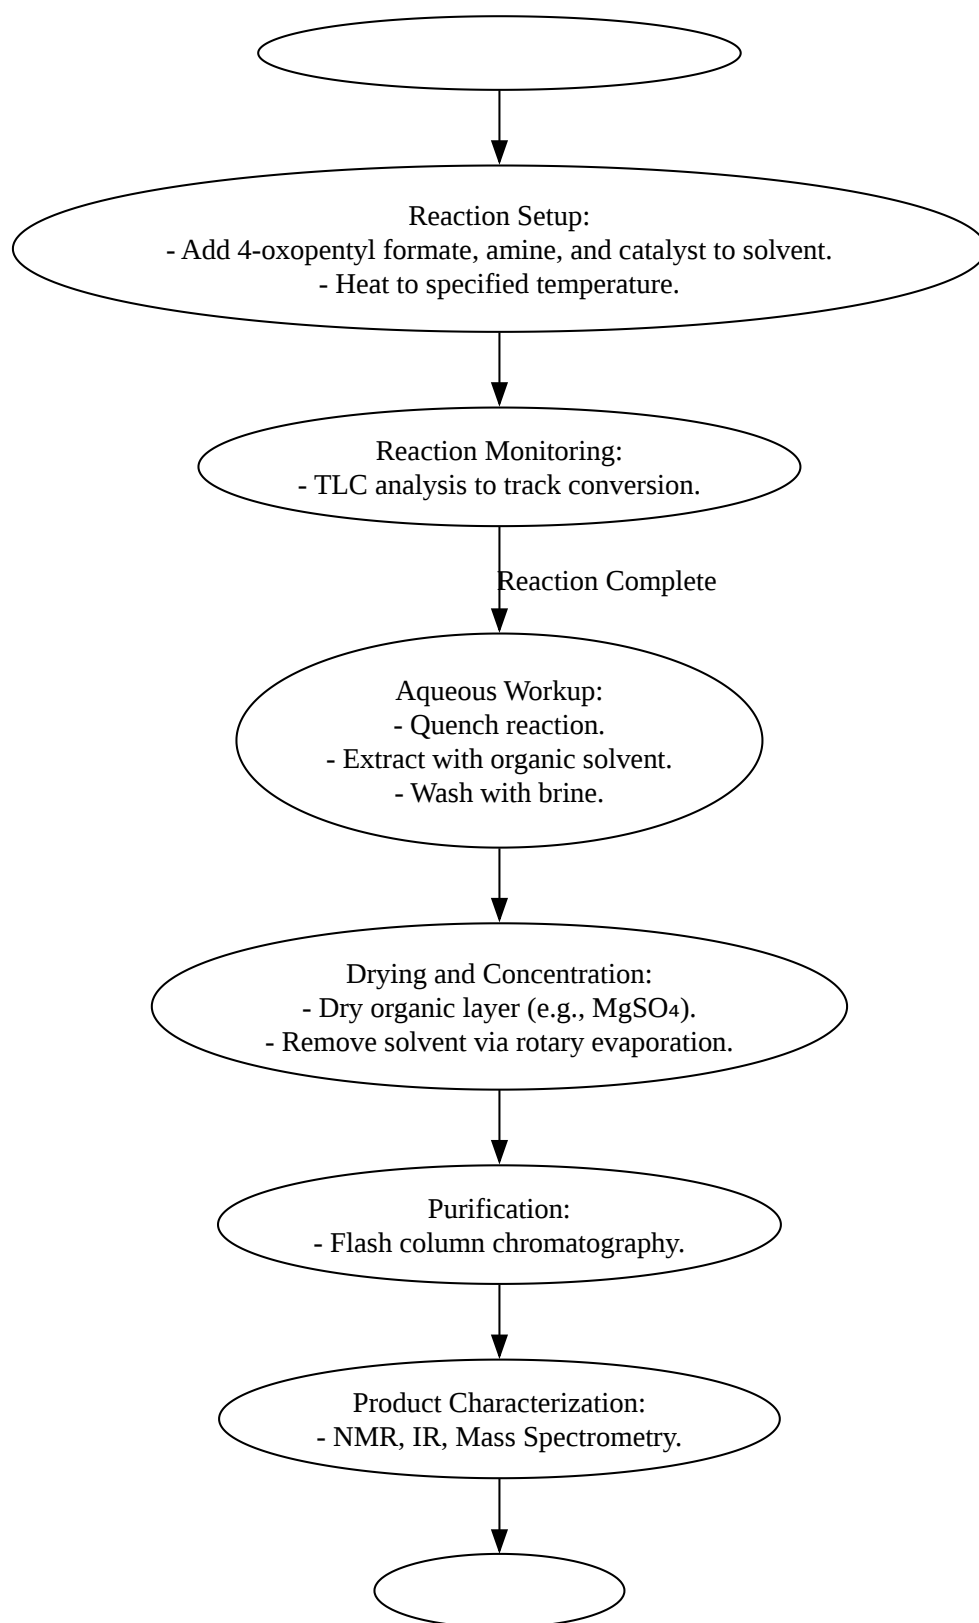 Reaction Setup:
- Add 4-oxopentyl formate, amine, and catalyst to solvent.
- Heat to specified temperature.
Reaction Monitoring:
- TLC analysis to track conversion.
Reaction Complete
Aqueous Workup:
- Quench reaction.
- Extract with organic solvent.
- Wash with brine.
Drying and Concentration:
- Dry organic layer (e.g., MgSO₄).
- Remove solvent via rotary evaporation.
Purification:
- Flash column chromatography.
Product Characterization:
- NMR, IR, Mass Spectrometry.